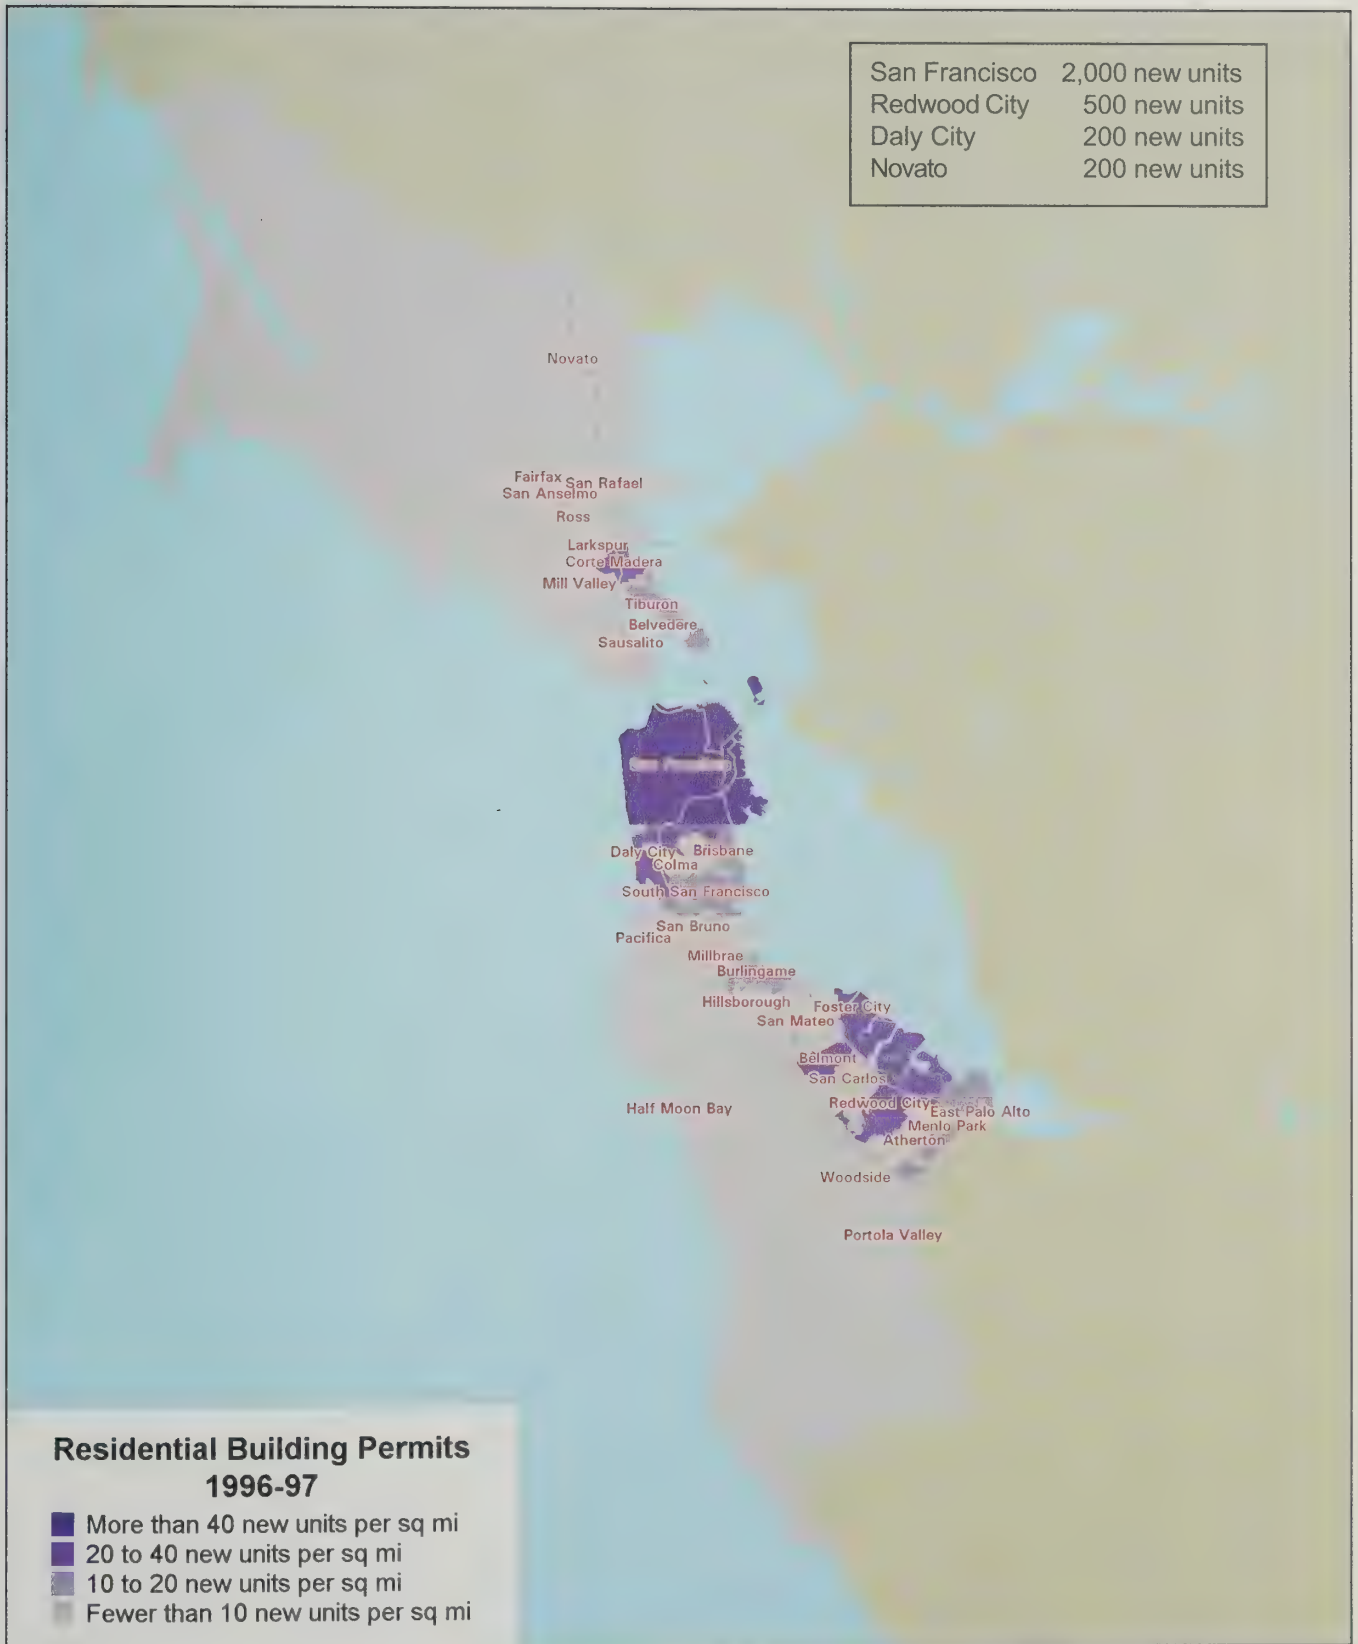 San Francisco 2,000 new units
Redwood City 500 new units
Daly City 200 new units
Novato 200 new units
Novato
Fairfax
San Rafael
San Anselmo
Ross
Larkspur
Corte Madera
Mill Valley
Tiburon
Belvedere
Sausalito
Daly City
Brisbane
Colma
South San Francisco
San Bruno
Pacifica
Millbrae
Burlingame
Hillsborough
Foster City
San Mateo
Belmont
San Carlos
Redwood City
East Palo Alto
Half Moon Bay
Menlo Park
Atherton
Woodside
Portola Valley
Residential Building Permits
1996-97
More than 40 new units per sq mi
20 to 40 new units per sq mi
10 to 20 new units per sq mi
Fewer than 10 new units per sq mi